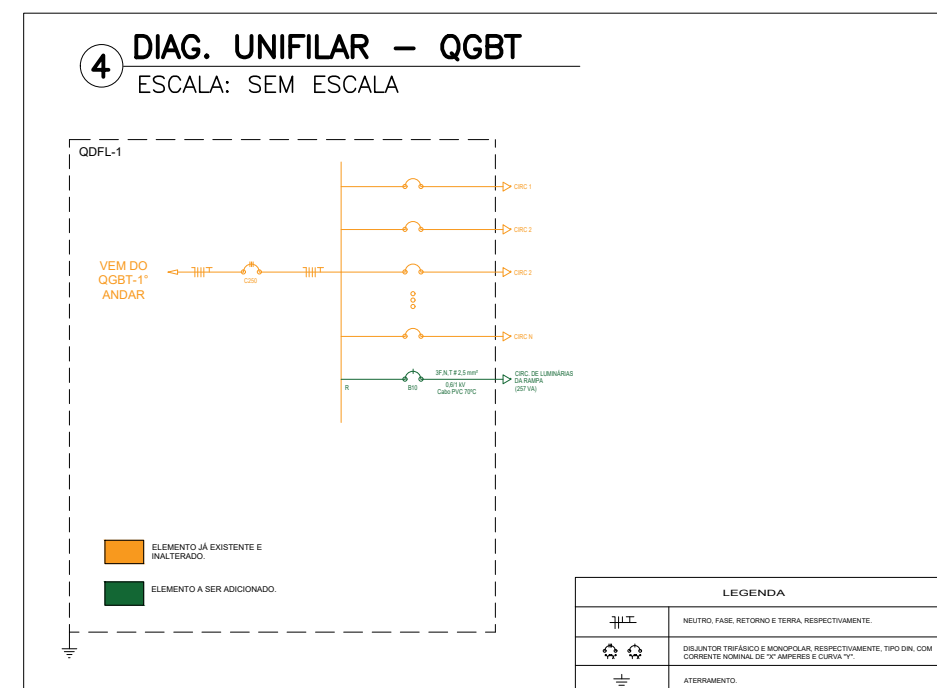 4
DIAG. UNIFILAR – QGBT
ESCALA: SEM ESCALA
QDFL-1
CIRC 1
CIRC 2
VEM DO
QGBT-1°
ANDAR
C250
CIRC 3
CIRC N
R
B10
3F,N,T # 2,5 mm²
0,6/1 kV
Cabo PVC 70ºC
CIRC. DE LUMINÁRIAS
DA RAMPA
(257 VA)
ELEMENTO JÁ EXISTENTE E
INALTERADO.
ELEMENTO A SER ADICIONADO.
LEGENDA
NEUTRO, FASE, RETORNO E TERRA, RESPECTIVAMENTE.
DISJUNTOR TRIFÁSICO E MONOPOLAR, RESPECTIVAMENTE, TIPO DIN, COM
CORRENTE NOMINAL DE "X" AMPERES E CURVA "Y".
ATERRAMENTO.